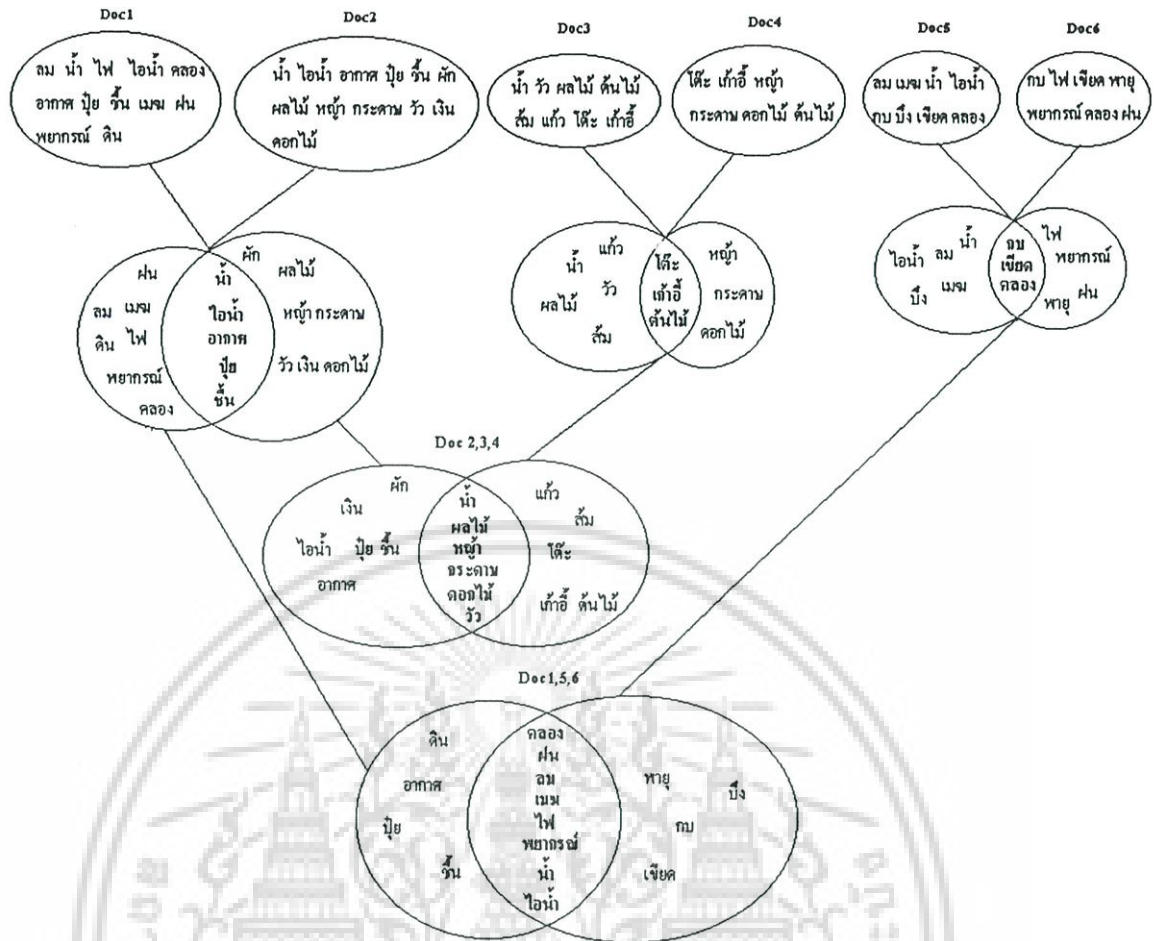 Doc1
ลม น้ำ ไฟ ไอน้ำ คลอง
อากาศ ปุ๋ย ชื้น เมฆ ฝน
พยากรณ์ ดิน
Doc2
น้ำ ไอน้ำ อากาศ ปุ๋ย ชื้น ผัก
ผลไม้ หญ้า กระดาษ วัว เงิน
ดอกไม้
Doc3
น้ำ วัว ผลไม้ ต้นไม้
ส้ม แก้ว โต๊ะ เก้าอี้
Doc4
โต๊ะ เก้าอี้ หญ้า
กระดาษ ดอกไม้ ต้นไม้
Doc5
ลม เมฆ น้ำ ไอน้ำ
กบ บึง เขียด คลอง
Doc6
กบ ไฟ เขียด พายุ
พยากรณ์ คลอง ฝน
ฝน
ลม เมฆ
ดิน ไฟ
พยากรณ์
คลอง
น้ำ
ไอน้ำ
อากาศ
ปุ๋ย
ชื้น
ผัก
ผลไม้
หญ้า กระดาษ
วัว เงิน ดอกไม้
แก้ว
น้ำ
วัว
ผลไม้
ส้ม
โต๊ะ
เก้าอี้
ต้นไม้
หญ้า
กระดาษ
ดอกไม้
น้ำ
ไอน้ำ ลม
บึง เมฆ
กบ
เขียด
คลอง
ไฟ
พยากรณ์
พายุ ฝน
Doc 2,3,4
ผัก
เงิน
ไอน้ำ ปุ๋ย ชื้น
อากาศ
น้ำ
ผลไม้
หญ้า
กระดาษ
ดอกไม้
วัว
แก้ว
ส้ม
โต๊ะ
เก้าอี้ ต้นไม้
Doc1,5,6
ดิน
อากาศ
ปุ๋ย
ชื้น
คลอง
ฝน
ลม
เมฆ
ไฟ
พยากรณ์
น้ำ
ไอน้ำ
พายุ
บึง
กบ
เขียด